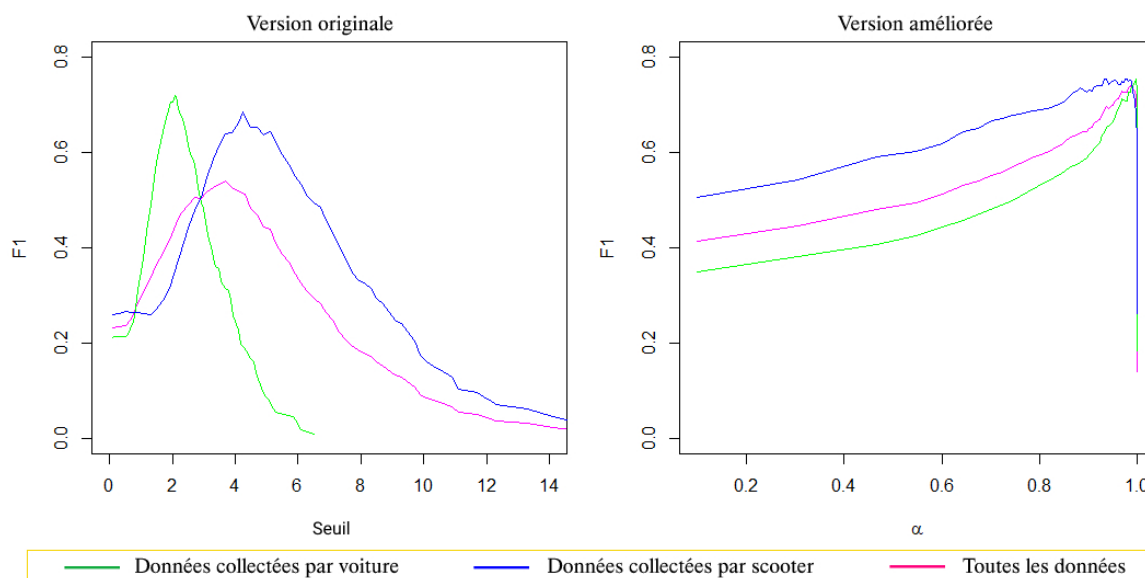 Version originale
Version améliorée
0.8
0.6
0.4
0.2
0.0
F1
0 2 4 6 8 10 12 14
Seuil
0.8
0.6
0.4
0.2
0.0
F1
0.2 0.4 0.6 0.8 1.0
α
Données collectées par voiture
Données collectées par scooter
Toutes les données